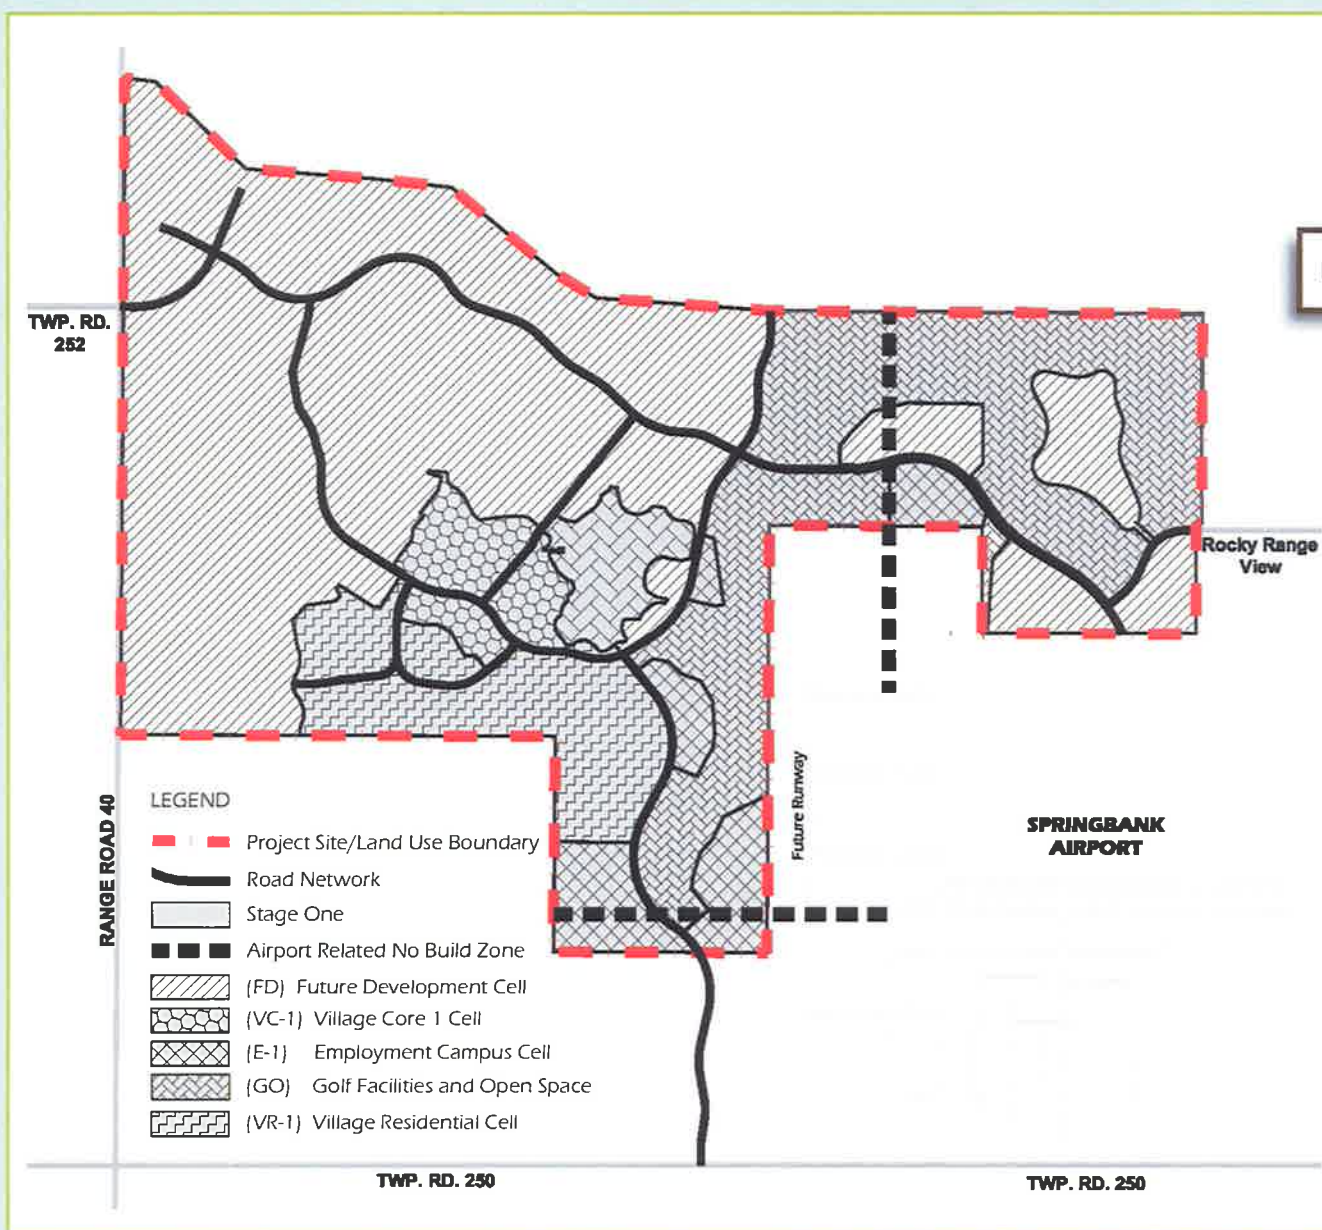 TWP. RD.
252
Rocky Range
View
RANGE ROAD 40
Future Runway
SPRINGBANK
AIRPORT
LEGEND
Project Site/Land Use Boundary
Road Network
Stage One
Airport Related No Build Zone
(FD) Future Development Cell
(VC-1) Village Core 1 Cell
(E-1) Employment Campus Cell
(GO) Golf Facilities and Open Space
(VR-1) Village Residential Cell
TWP. RD. 250
TWP. RD. 250